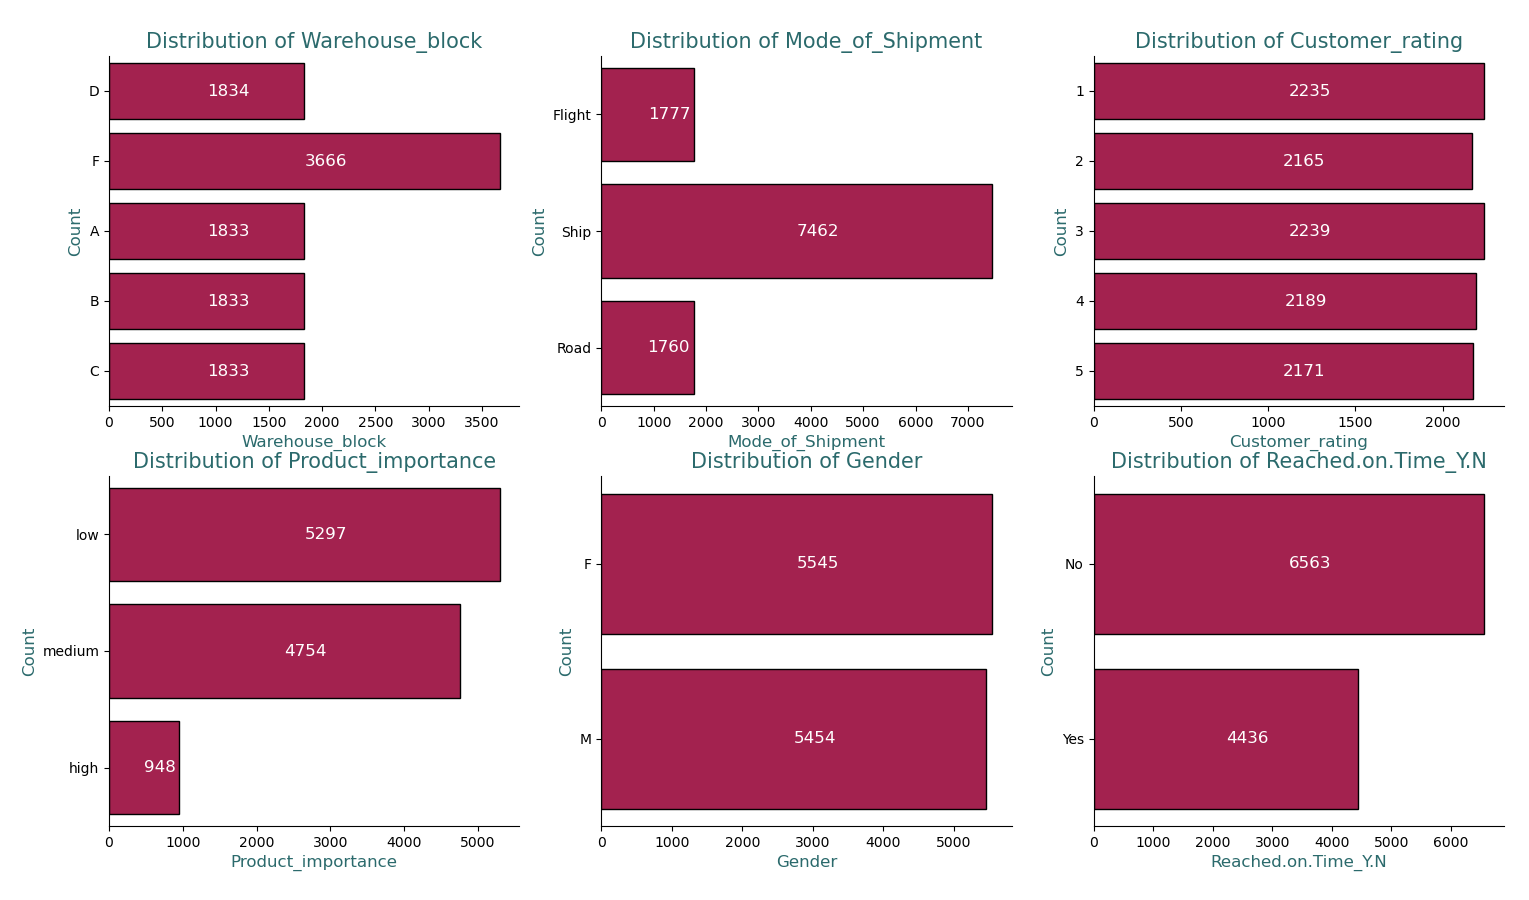 Distribution of Warehouse_block
Count
D
F
A
B
C
1834
3666
1833
1833
1833
0 500 1000 1500 2000 2500 3000 3500
Warehouse_block
Distribution of Mode_of_Shipment
Count
Flight
Ship
Road
1777
7462
1760
0 1000 2000 3000 4000 5000 6000 7000
Mode_of_Shipment
Distribution of Customer_rating
Count
1
2
3
4
5
2235
2165
2239
2189
2171
0 500 1000 1500 2000
Customer_rating
Distribution of Product_importance
Count
low
medium
high
5297
4754
948
0 1000 2000 3000 4000 5000
Product_importance
Distribution of Gender
Count
F
M
5545
5454
0 1000 2000 3000 4000 5000
Gender
Distribution of Reached.on.Time_Y.N
Count
No
Yes
6563
4436
0 1000 2000 3000 4000 5000 6000
Reached.on.Time_Y.N